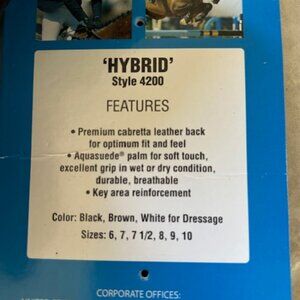 'HYBRID'
Style 4200
FEATURES
• Premium cabretta leather back
for optimum fit and feel
• Aquasuede® palm for soft touch,
excellent grip in wet or dry condition,
durable, breathable
• Key area reinforcement
Color: Black, Brown, White for Dressage
Sizes: 6, 7, 7 1/2, 8, 9, 10
CORPORATE OFFICES: